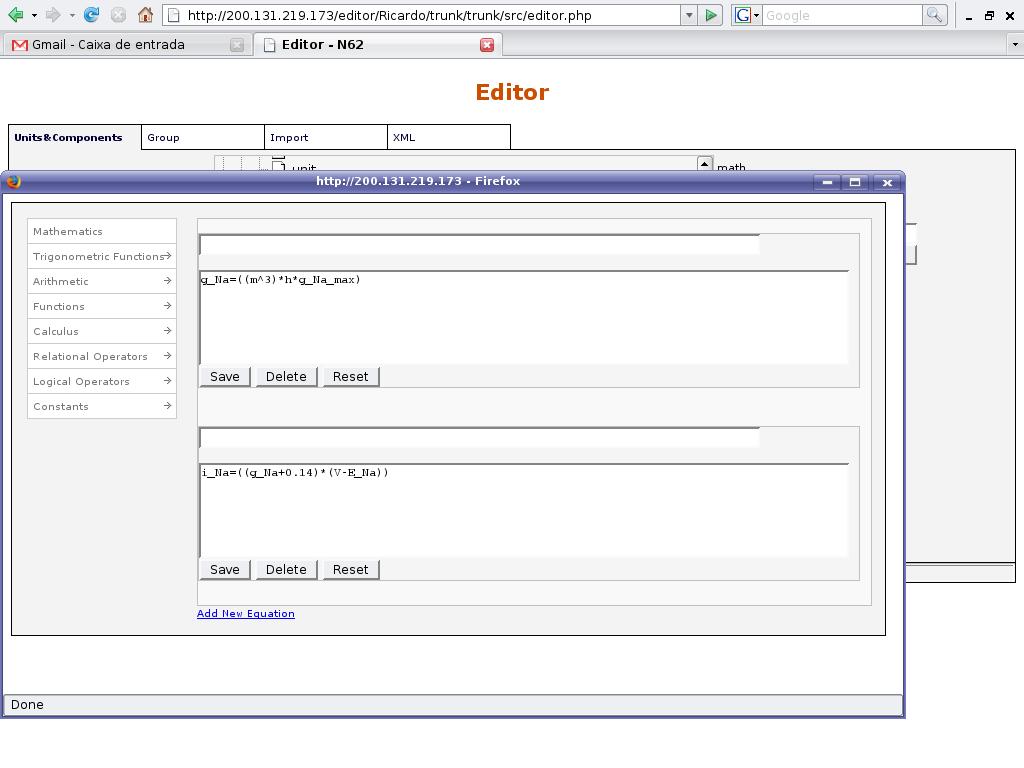 http://200.131.219.173/editor/Ricardo/trunk/trunk/src/editor.php
G Google
Gmail - Caixa de entrada
Editor - N62
Editor
Units&Components
Group
Import
XML
unit
math
http://200.131.219.173 - Firefox
Mathematics
Trigonometric Functions
Arithmetic
Functions
Calculus
Relational Operators
Logical Operators
Constants
g_Na=((m^3)*h*g_Na_max)
Save Delete Reset
i_Na=((g_Na+0.14)*(V-E_Na))
Save Delete Reset
Add New Equation
Done